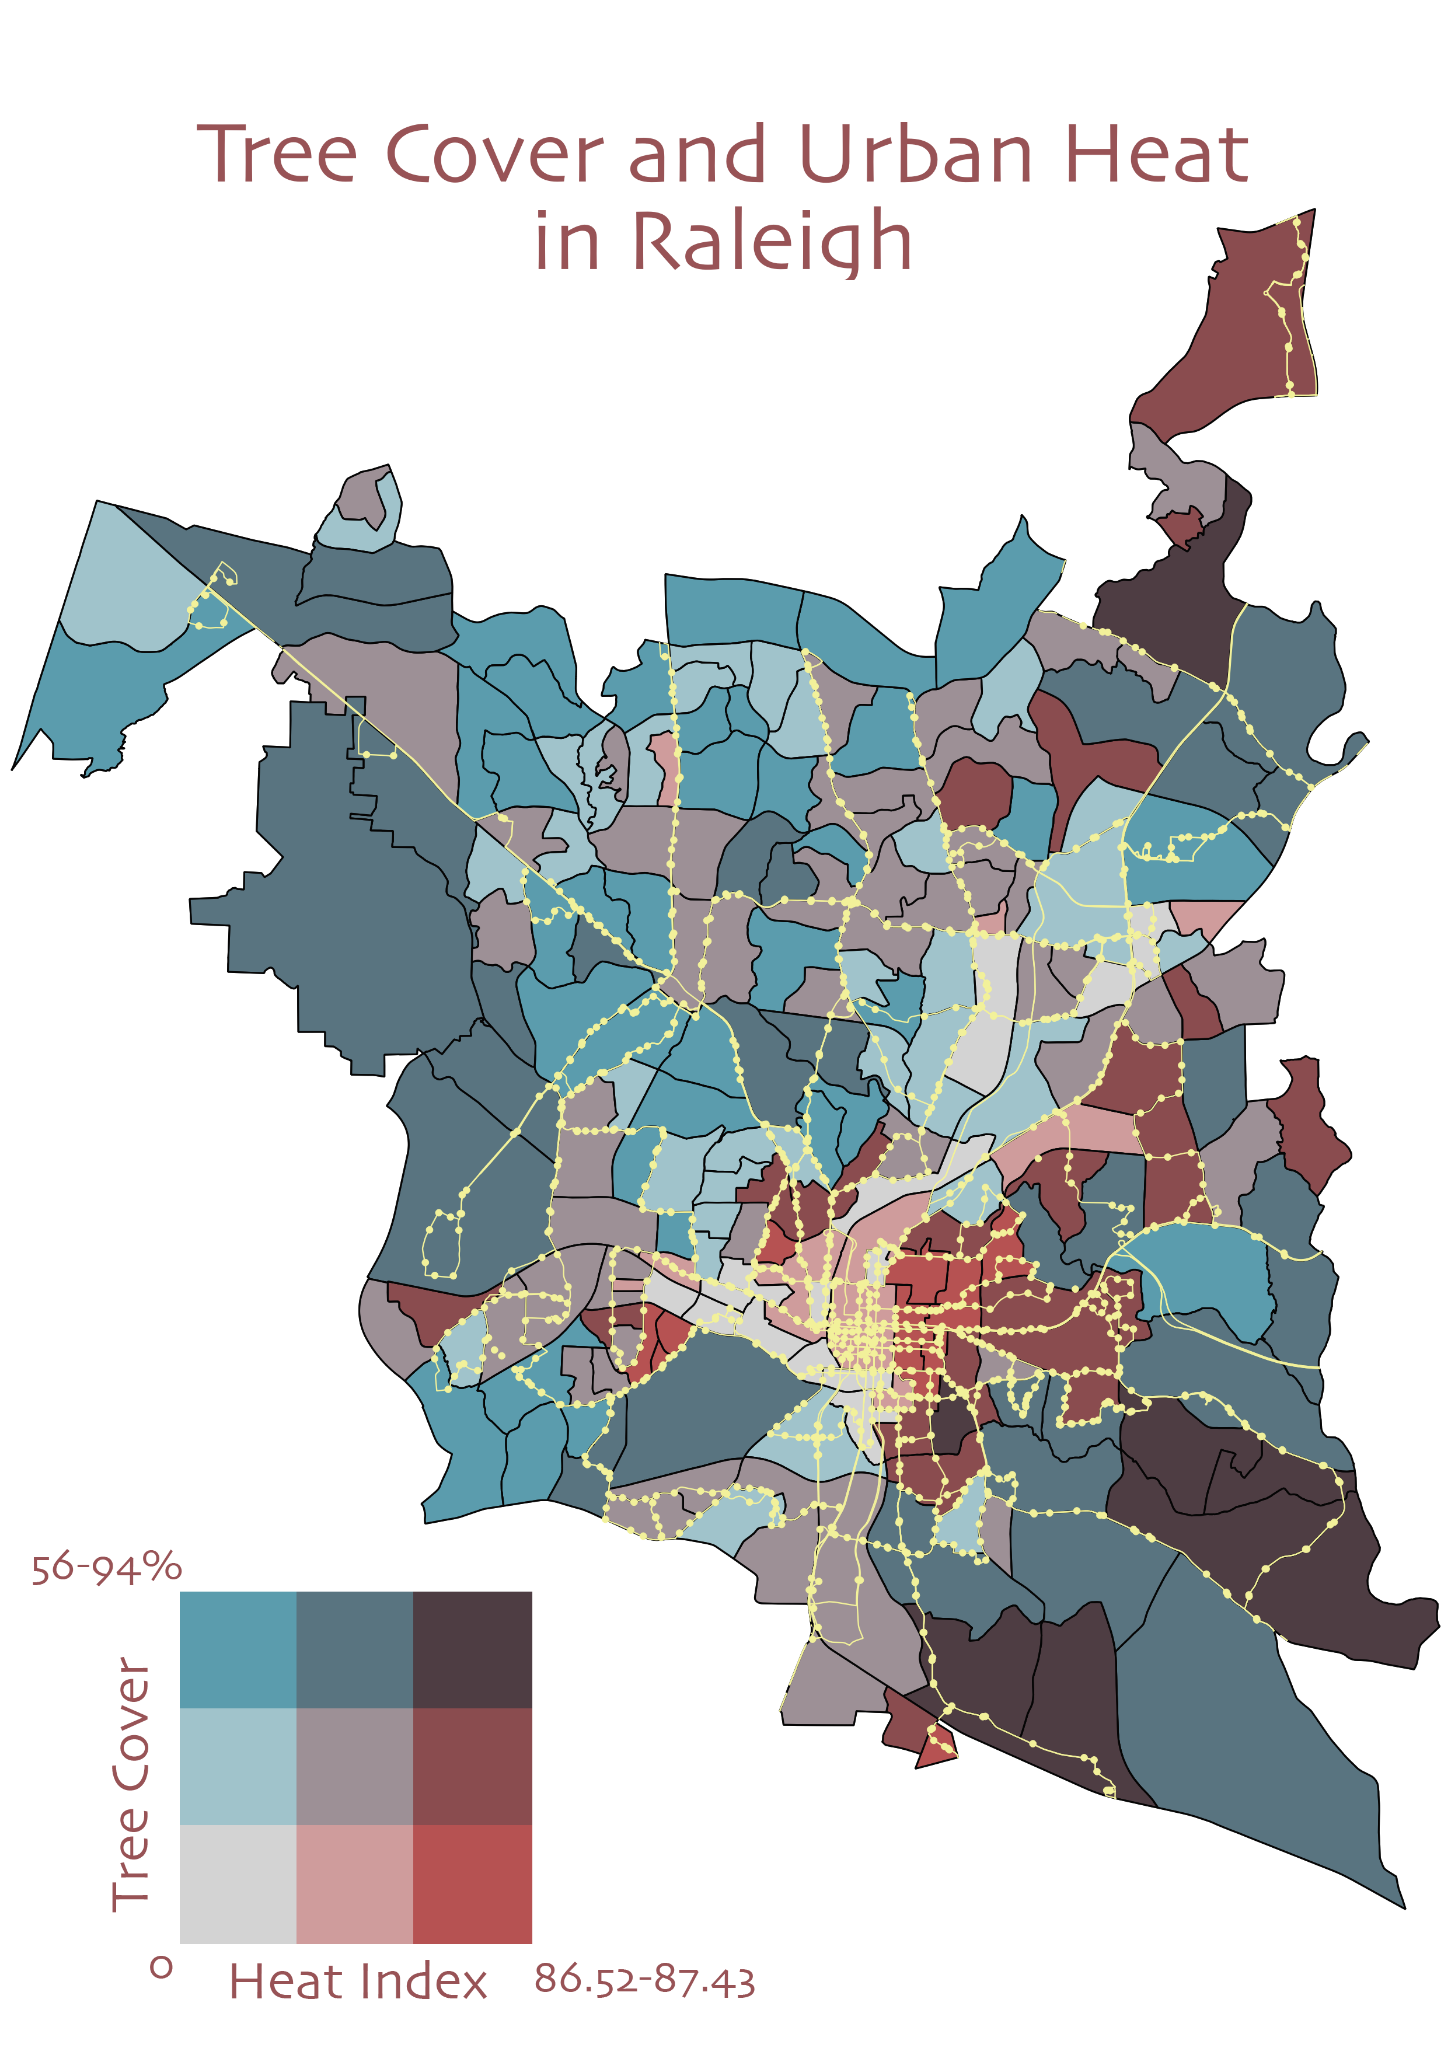 Tree Cover and Urban Heat
in Raleigh
56-94%
Tree Cover
0
Heat Index
86.52-87.43